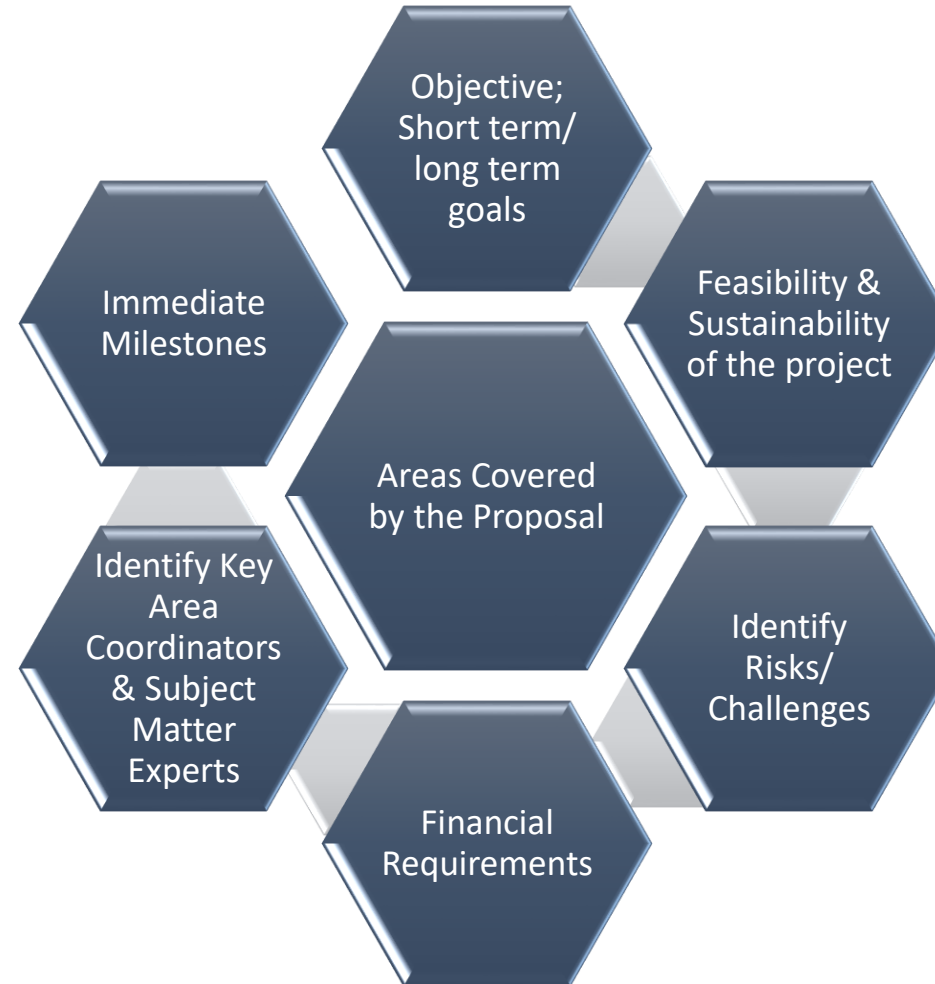 Objective;
Short term/
long term
goals
Feasibility &
Sustainability
of the project
Identify
Risks/
Challenges
Financial
Requirements
Identify Key
Area
Coordinators
& Subject
Matter
Experts
Immediate
Milestones
Areas Covered
by the Proposal